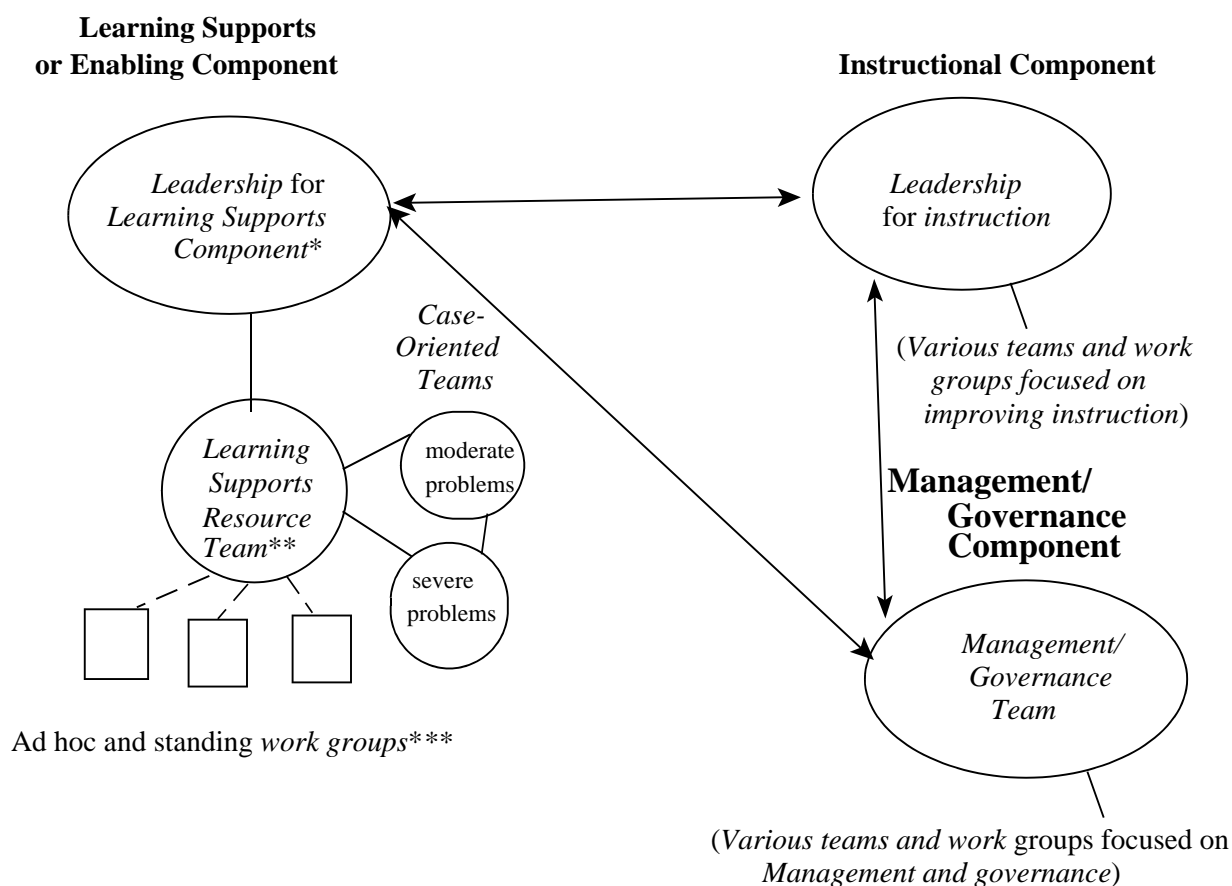 Learning Supports
or Enabling Component
Instructional Component
Leadership for
Learning Supports
Component*
Leadership
for instruction
Case-
Oriented
Teams
(Various teams and work
groups focused on
improving instruction)
Learning
Supports
Resource
Team**
moderate
problems
severe
problems
Management/
Governance
Component
Management/
Governance
Team
Ad hoc and standing work groups***
(Various teams and work groups focused on
Management and governance)